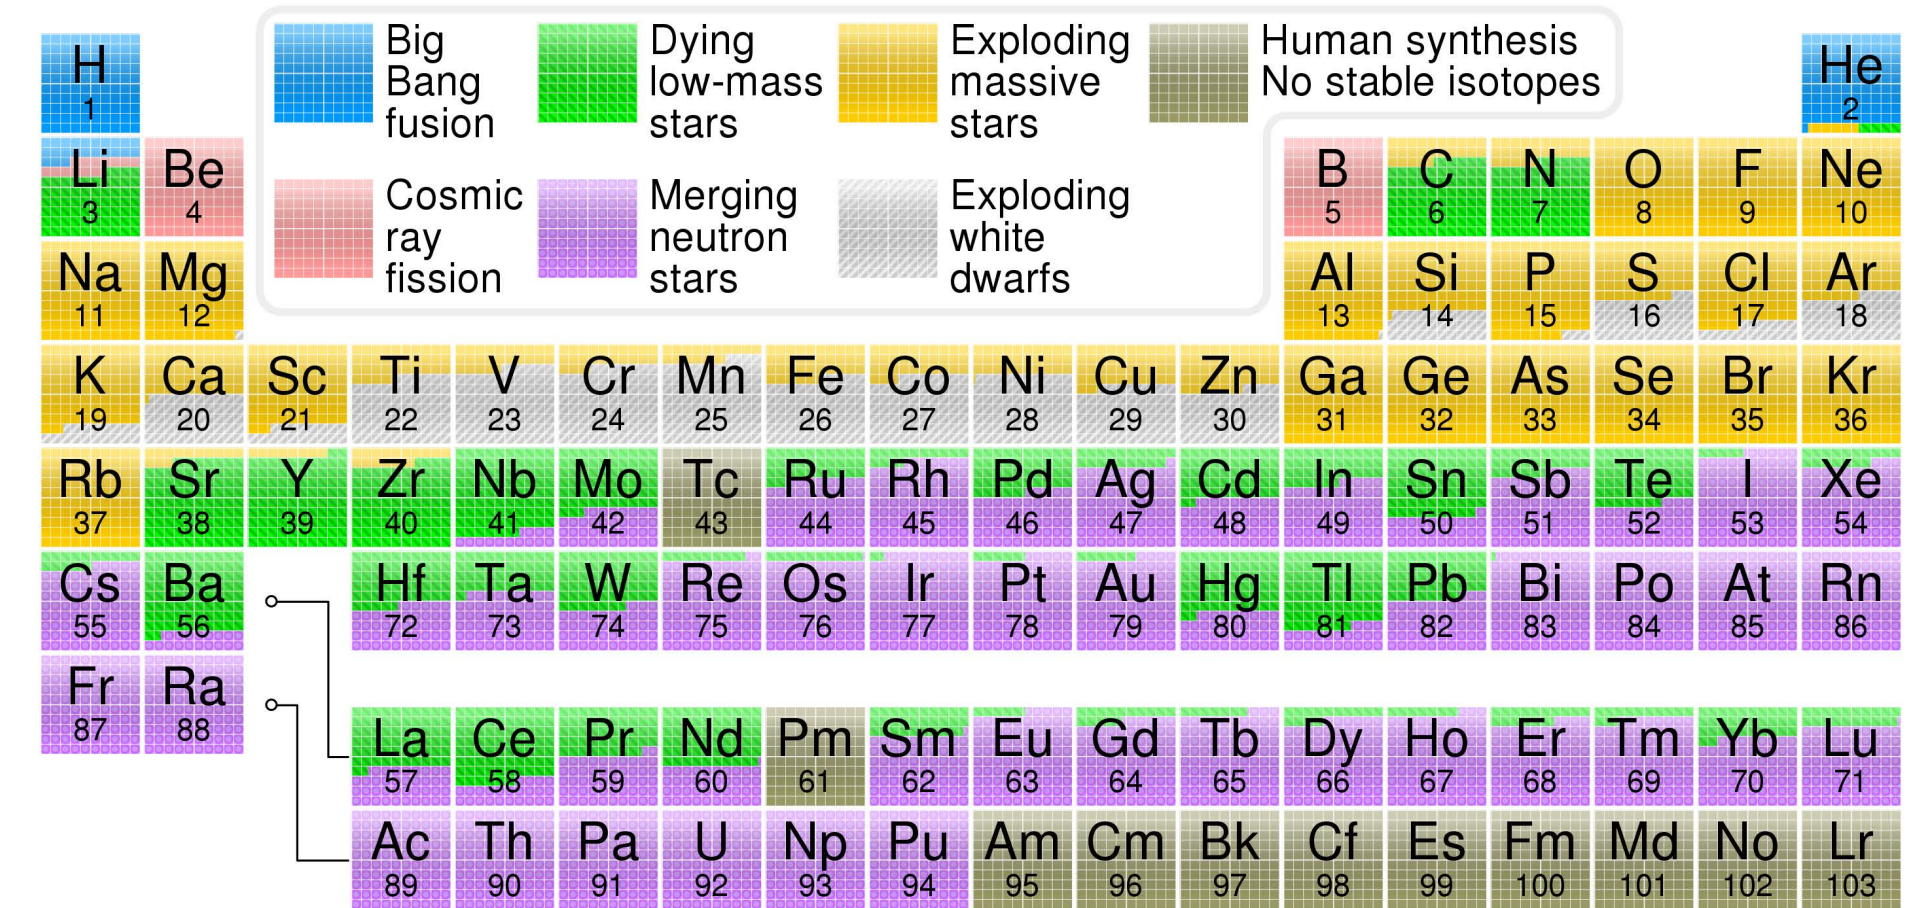 Big Bang fusion
Dying low-mass stars
Exploding massive stars
Human synthesis
No stable isotopes
Cosmic ray fission
Merging neutron stars
Exploding white dwarfs
H He
1 2
Li Be B C N O F Ne
3 4 5 6 7 8 9 10
Na Mg Al Si P S Cl Ar
11 12 13 14 15 16 17 18
K Ca Sc Ti V Cr Mn Fe Co Ni Cu Zn Ga Ge As Se Br Kr
19 20 21 22 23 24 25 26 27 28 29 30 31 32 33 34 35 36
Rb Sr Y Zr Nb Mo Tc Ru Rh Pd Ag Cd In Sn Sb Te I Xe
37 38 39 40 41 42 43 44 45 46 47 48 49 50 51 52 53 54
Cs Ba Hf Ta W Re Os Ir Pt Au Hg Tl Pb Bi Po At Rn
55 56 72 73 74 75 76 77 78 79 80 81 82 83 84 85 86
Fr Ra
87 88
La Ce Pr Nd Pm Sm Eu Gd Tb Dy Ho Er Tm Yb Lu
57 58 59 60 61 62 63 64 65 66 67 68 69 70 71
Ac Th Pa U Np Pu Am Cm Bk Cf Es Fm Md No Lr
89 90 91 92 93 94 95 96 97 98 99 100 101 102 103